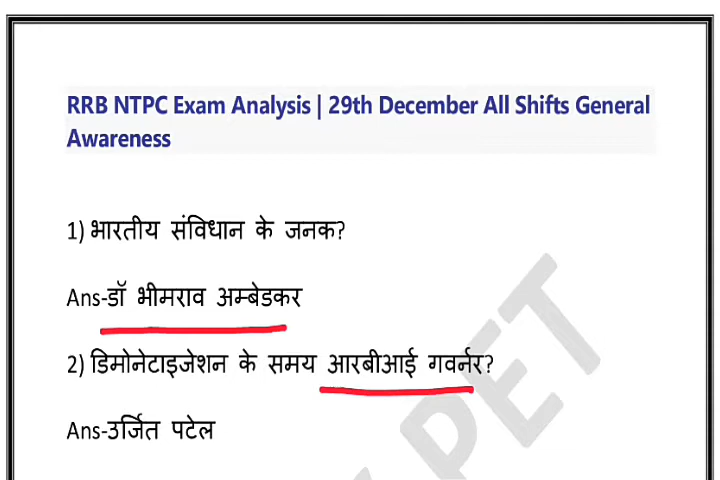 RRB NTPC Exam Analysis | 29th December All Shifts General
Awareness
1) भारतीय संविधान के जनक?
Ans-डॉ भीमराव अम्बेडकर
2) डिमोनेटाइजेशन के समय आरबीआई गवर्नर?
Ans-उर्जित पटेल
PET